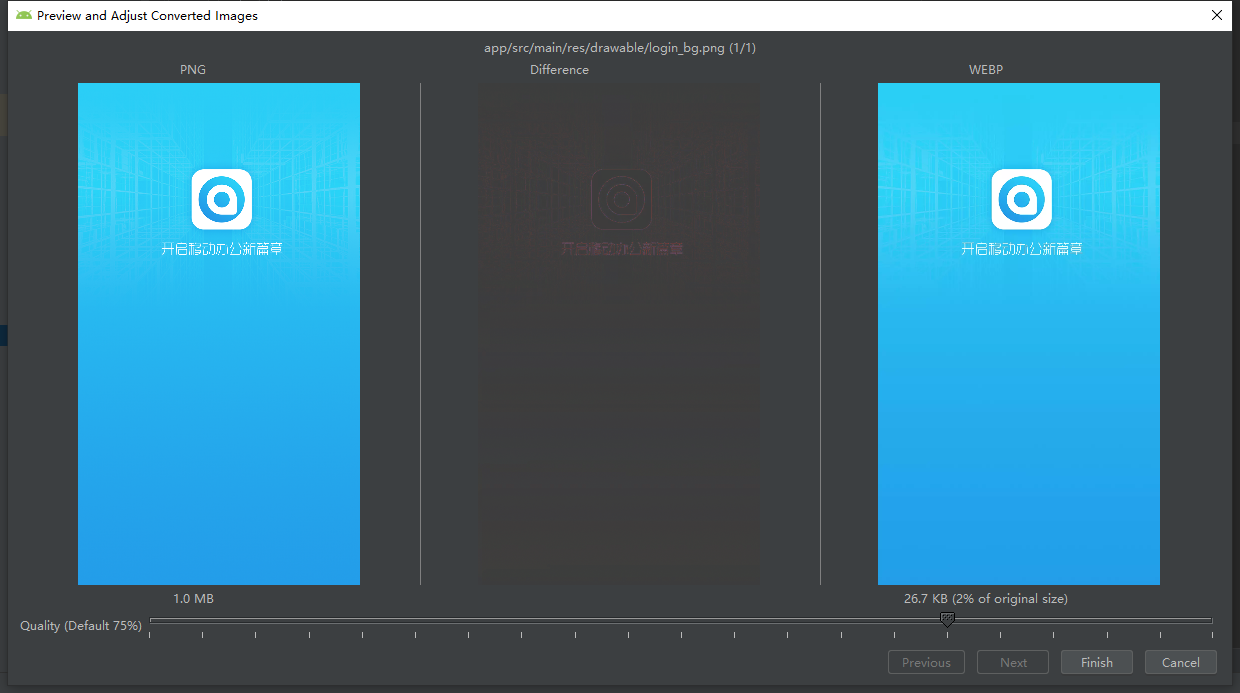 Preview and Adjust Converted Images
app/src/main/res/drawable/login_bg.png (1/1)
PNG
Difference
WEBP
开启移动办公新篇章
开启移动办公新篇章
开启移动办公新篇章
1.0 MB
26.7 KB (2% of original size)
Quality (Default 75%)
Previous
Next
Finish
Cancel